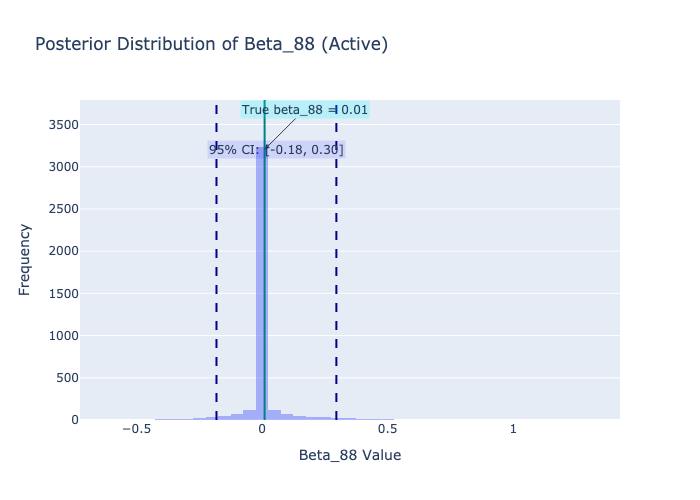 Posterior Distribution of Beta_88 (Active)
True beta_88 = 0.01
95% CI: [-0.18, 0.30]
3500
3000
2500
2000
1500
1000
500
0
Frequency
−0.5
0
0.5
1
Beta_88 Value